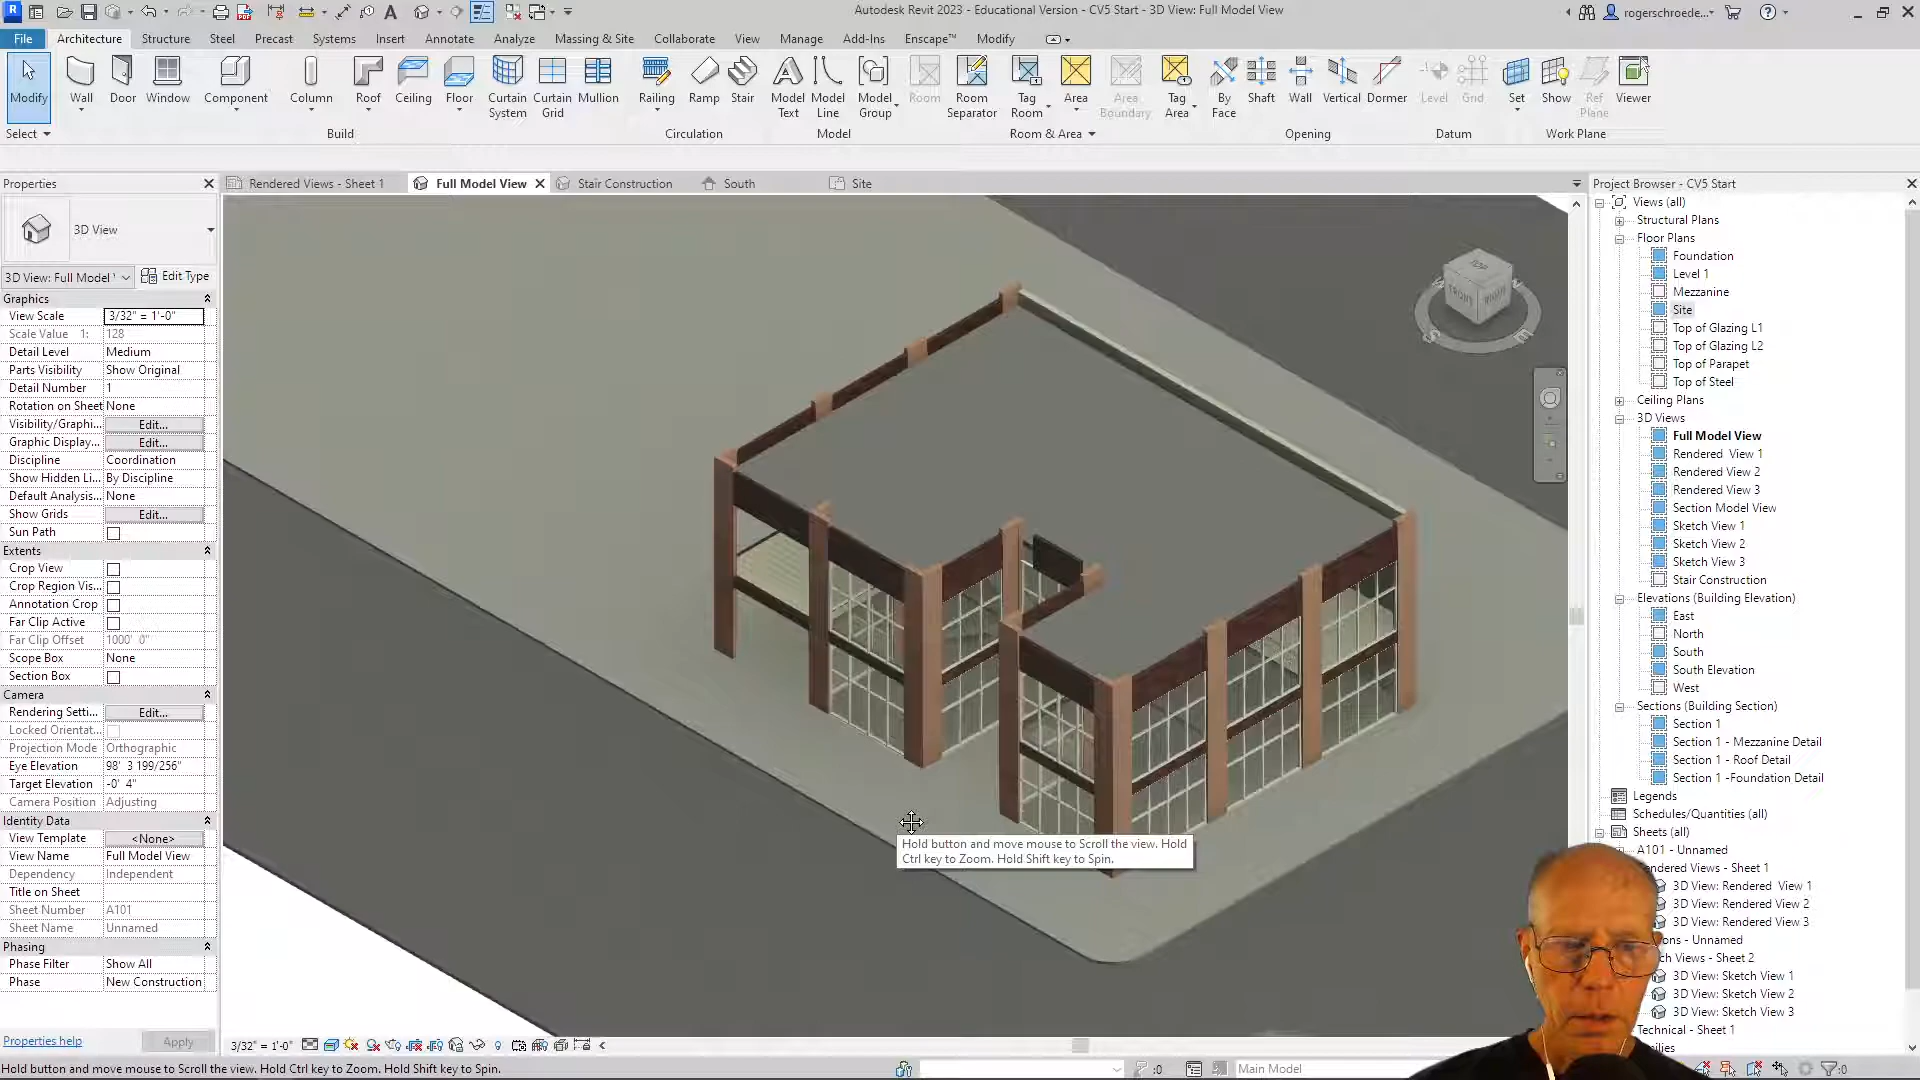 Autodesk Revit 2023 - Educational Version - CV5 Start - 3D View: Full Model View
rogerschroede...
File
Architecture
Structure
Steel
Precast
Systems
Insert
Annotate
Analyze
Massing & Site
Collaborate
View
Manage
Add-Ins
Enscape™
Modify
Modify
Wall
Door
Window
Component
Column
Roof
Ceiling
Floor
Curtain System
Curtain Grid
Mullion
Railing
Ramp
Stair
Model Text
Model Line
Model Group
Room
Room Separator
Tag Room
Area
Area Boundary
Tag Area
By Face
Shaft
Wall
Vertical
Dormer
Level
Grid
Set
Show
Ref Plane
Viewer
Select
Build
Circulation
Model
Room & Area
Opening
Datum
Work Plane
Properties
Rendered Views - Sheet 1
Full Model View
Stair Construction
South
Site
Project Browser - CV5 Start
3D View
3D View: Full Model
Edit Type
Graphics
View Scale 3/32" = 1'-0"
Scale Value 1: 128
Detail Level Medium
Parts Visibility Show Original
Detail Number 1
Rotation on Sheet None
Visibility/Graphi... Edit...
Graphic Display... Edit...
Discipline Coordination
Show Hidden Li... By Discipline
Default Analysis... None
Show Grids Edit...
Sun Path
Extents
Crop View
Crop Region Vis...
Annotation Crop
Far Clip Active
Far Clip Offset 1000' 0"
Scope Box None
Section Box
Camera
Rendering Setti... Edit...
Locked Orientat...
Projection Mode Orthographic
Eye Elevation 98' 3 199/256"
Target Elevation -0' 4"
Camera Position Adjusting
Identity Data
View Template <None>
View Name Full Model View
Dependency Independent
Title on Sheet
Sheet Number A101
Sheet Name Unnamed
Phasing
Phase Filter Show All
Phase New Construction
Properties help
Apply
TOP
FRONT
RIGHT
Hold button and move mouse to Scroll the view. Hold
Ctrl key to Zoom. Hold Shift key to Spin.
Views (all)
Structural Plans
Floor Plans
Foundation
Level 1
Mezzanine
Site
Top of Glazing L1
Top of Glazing L2
Top of Parapet
Top of Steel
Ceiling Plans
3D Views
Full Model View
Rendered View 1
Rendered View 2
Rendered View 3
Section Model View
Sketch View 1
Sketch View 2
Sketch View 3
Stair Construction
Elevations (Building Elevation)
East
North
South
South Elevation
West
Sections (Building Section)
Section 1
Section 1 - Mezzanine Detail
Section 1 - Roof Detail
Section 1 -Foundation Detail
Legends
Schedules/Quantities (all)
Sheets (all)
A101 - Unnamed
Rendered Views - Sheet 1
3D View: Rendered View 1
3D View: Rendered View 2
3D View: Rendered View 3
ons - Unnamed
ch Views - Sheet 2
3D View: Sketch View 1
3D View: Sketch View 2
3D View: Sketch View 3
Technical - Sheet 1
3/32" = 1'-0"
Hold button and move mouse to Scroll the view. Hold Ctrl key to Zoom. Hold Shift key to Spin.
:0
Main Model
:0